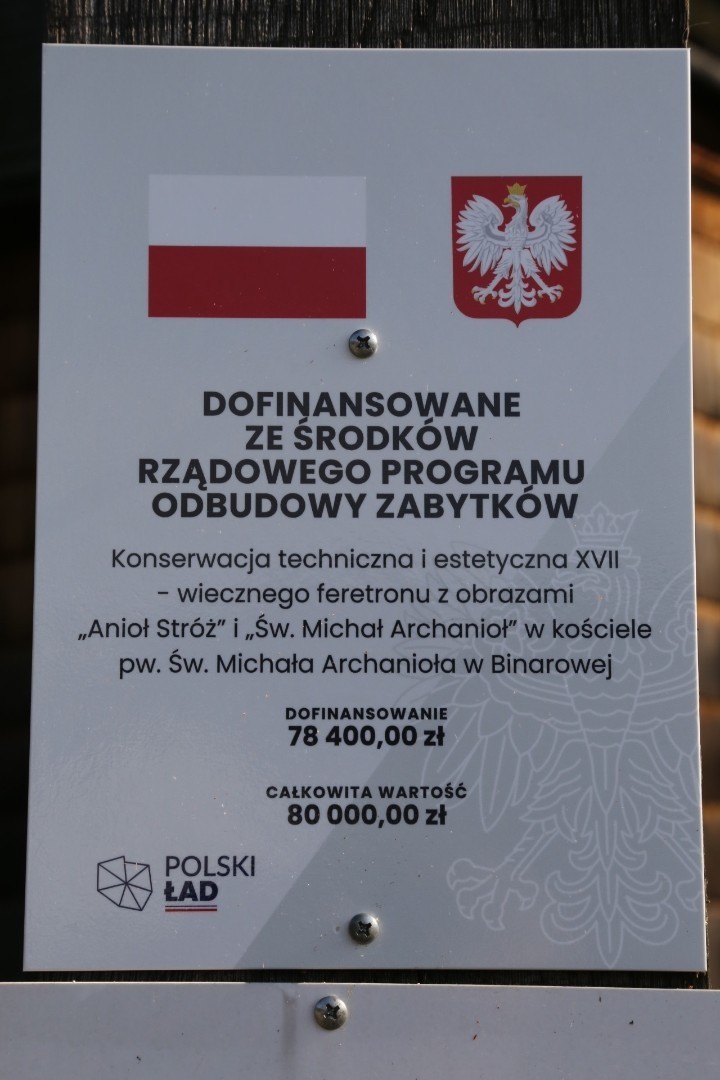 DOFINANSOWANE
ZE ŚRODKÓW
RZĄDOWEGO PROGRAMU
ODBUDOWY ZABYTKÓW
Konserwacja techniczna i estetyczna XVII
- wiecznego feretronu z obrazami
„Anioł Stróż” i „Św. Michał Archanioł” w kościele
pw. Św. Michała Archanioła w Binarowej
DOFINANSOWANIE
78 400,00 zł
CAŁKOWITA WARTOŚĆ
80 000,00 zł
POLSKI
ŁAD